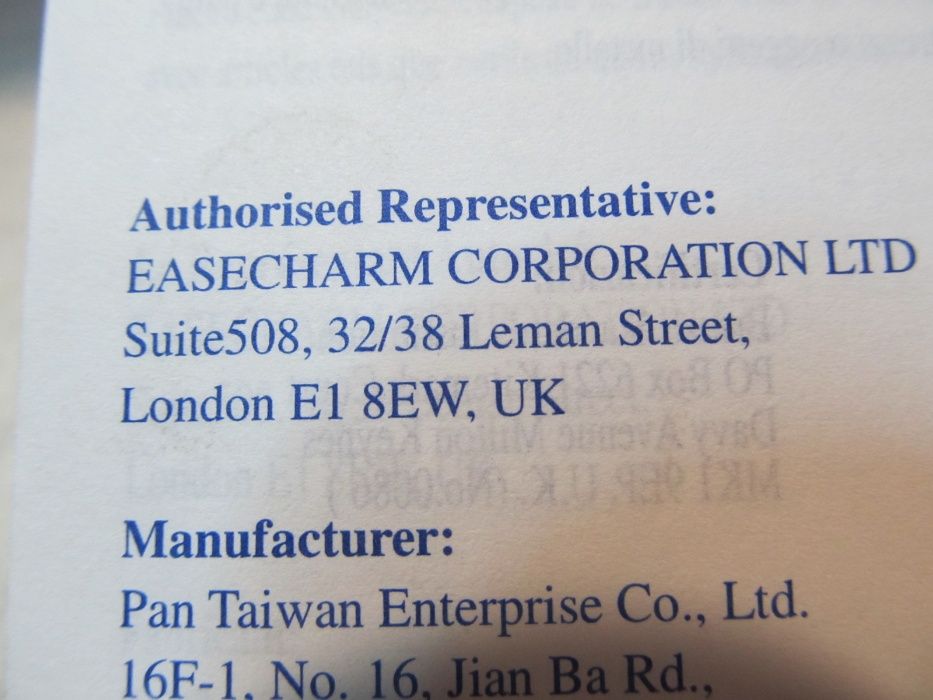 Authorised Representative:
EASECHARM CORPORATION LTD
Suite508, 32/38 Leman Street,
London E1 8EW, UK
Manufacturer:
Pan Taiwan Enterprise Co., Ltd.
16F-1, No. 16, Jian Ba Rd.,